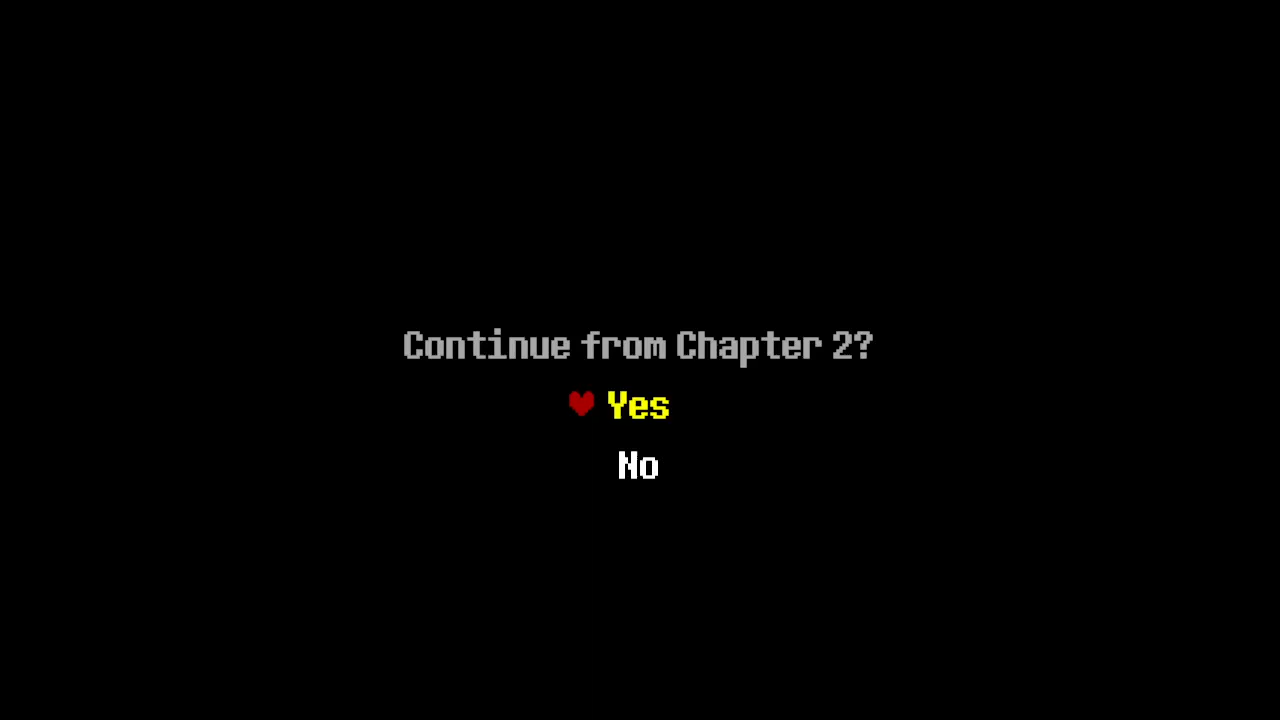 Continue from Chapter 2?
Yes
No